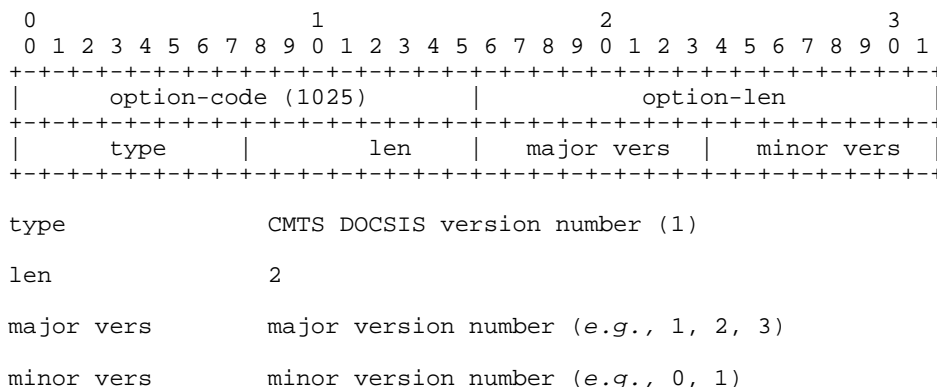 0                   1                   2                   3
 0 1 2 3 4 5 6 7 8 9 0 1 2 3 4 5 6 7 8 9 0 1 2 3 4 5 6 7 8 9 0 1
+-+-+-+-+-+-+-+-+-+-+-+-+-+-+-+-+-+-+-+-+-+-+-+-+-+-+-+-+-+-+-+-+
|      option-code (1025)       |           option-len          |
+-+-+-+-+-+-+-+-+-+-+-+-+-+-+-+-+-+-+-+-+-+-+-+-+-+-+-+-+-+-+-+-+
|      type     |        len    |   major vers  |   minor vers  |
+-+-+-+-+-+-+-+-+-+-+-+-+-+-+-+-+-+-+-+-+-+-+-+-+-+-+-+-+-+-+-+-+
type              CMTS DOCSIS version number (1)
len               2
major vers        major version number (e.g., 1, 2, 3)
minor vers        minor version number (e.g., 0, 1)